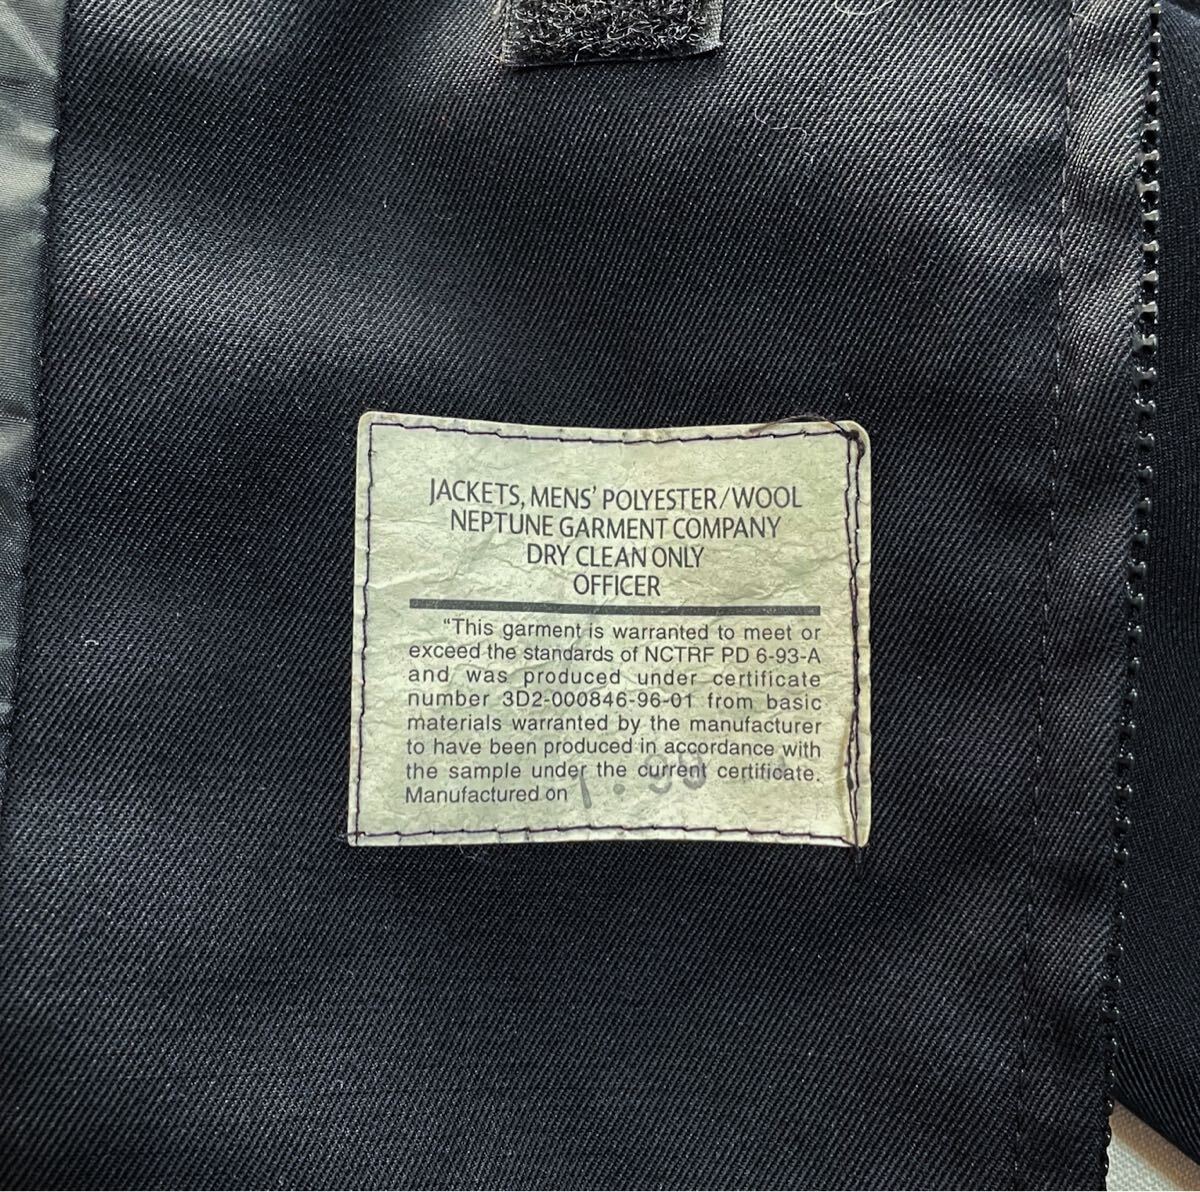 JACKETS, MENS' POLYESTER/WOOL
NEPTUNE GARMENT COMPANY
DRY CLEAN ONLY
OFFICER
“This garment is warranted to meet or
exceed the standards of NCTRF PD 6-93-A
and was produced under certificate
number 3D2-000846-96-01 from basic
materials warranted by the manufacturer
to have been produced in accordance with
the sample under the current certificate.
Manufactured on